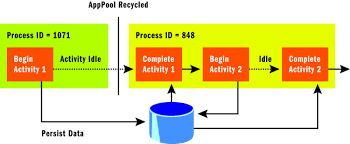 AppPool Recycled
Process ID = 1071
Process ID = 848
Begin
Activity 1
Activity Idle
Complete
Activity 1
Begin
Activity 2
Idle
Complete
Activity 2
Persist Data